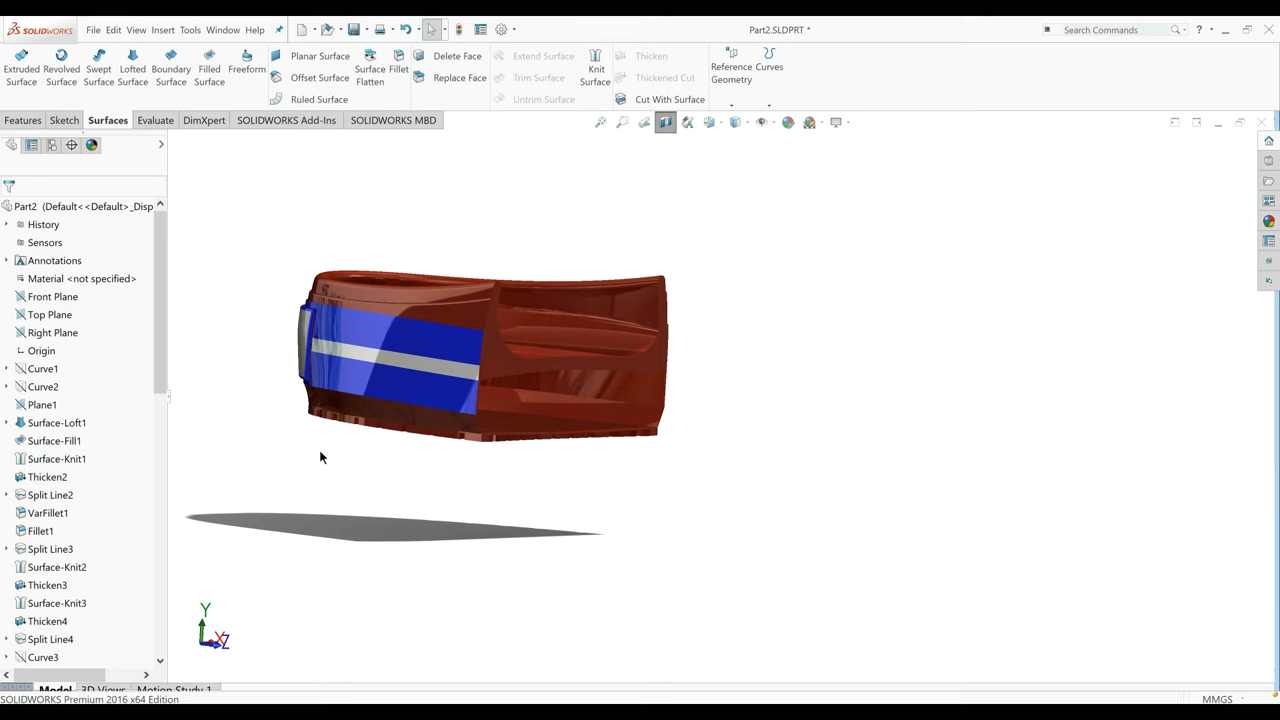 SOLIDWORKS File Edit View Insert Tools Window Help Part2.SLDPRT * Search Commands ?
Extruded Surface
Revolved Surface
Swept Surface
Lofted Surface
Boundary Surface
Filled Surface
Freeform
Planar Surface
Offset Surface
Ruled Surface
Surface Flatten
Fillet
Delete Face
Replace Face
Knit Surface
Extend Surface
Trim Surface
Untrim Surface
Thicken
Thickened Cut
Cut With Surface
Reference Geometry
Curves
Features Sketch Surfaces Evaluate DimXpert SOLIDWORKS Add-Ins SOLIDWORKS MBD
Part2 (Default<<Default>_Disp
History
Sensors
Annotations
Material <not specified>
Front Plane
Top Plane
Right Plane
Origin
Curve1
Curve2
Plane1
Surface-Loft1
Surface-Fill1
Surface-Knit1
Thicken2
Split Line2
VarFillet1
Fillet1
Split Line3
Surface-Knit2
Thicken3
Surface-Knit3
Thicken4
Split Line4
Curve3
Y
X
Z
Model 3D Views Motion Study 1
SOLIDWORKS Premium 2016 x64 Edition MMGS